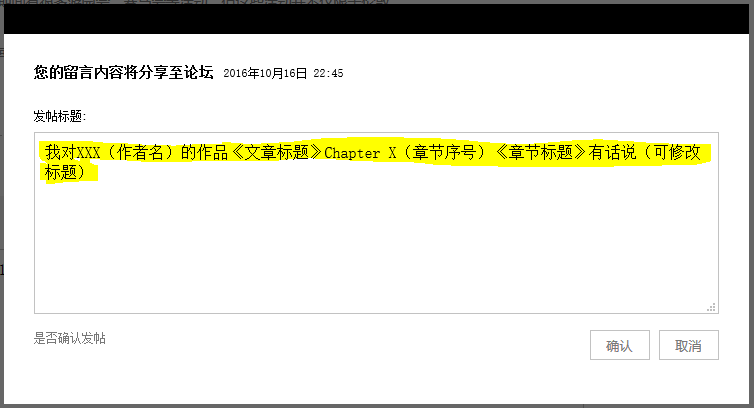 您的留言内容将分享至论坛 2016年10月16日 22:45
发帖标题:
我对XXX（作者名）的作品《文章标题》Chapter X（章节序号）《章节标题》有话说（可修改
标题）
是否确认发帖
确认 取消